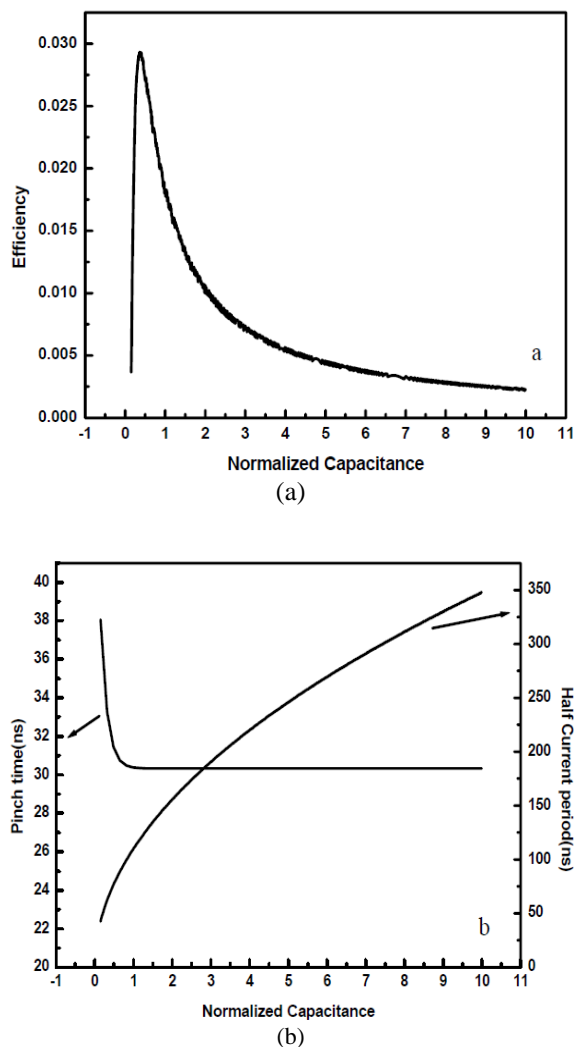 0.030
0.025
0.020
0.015
0.010
0.005
0.000
Efficiency
a
-1 0 1 2 3 4 5 6 7 8 9 10 11
Normalized Capacitance
(a)
40
38
36
34
32
30
28
26
24
22
20
Pinch time(ns)
350
300
250
200
150
100
50
0
Half Current period(ns)
b
-1 0 1 2 3 4 5 6 7 8 9 10 11
Normalized Capacitance
(b)